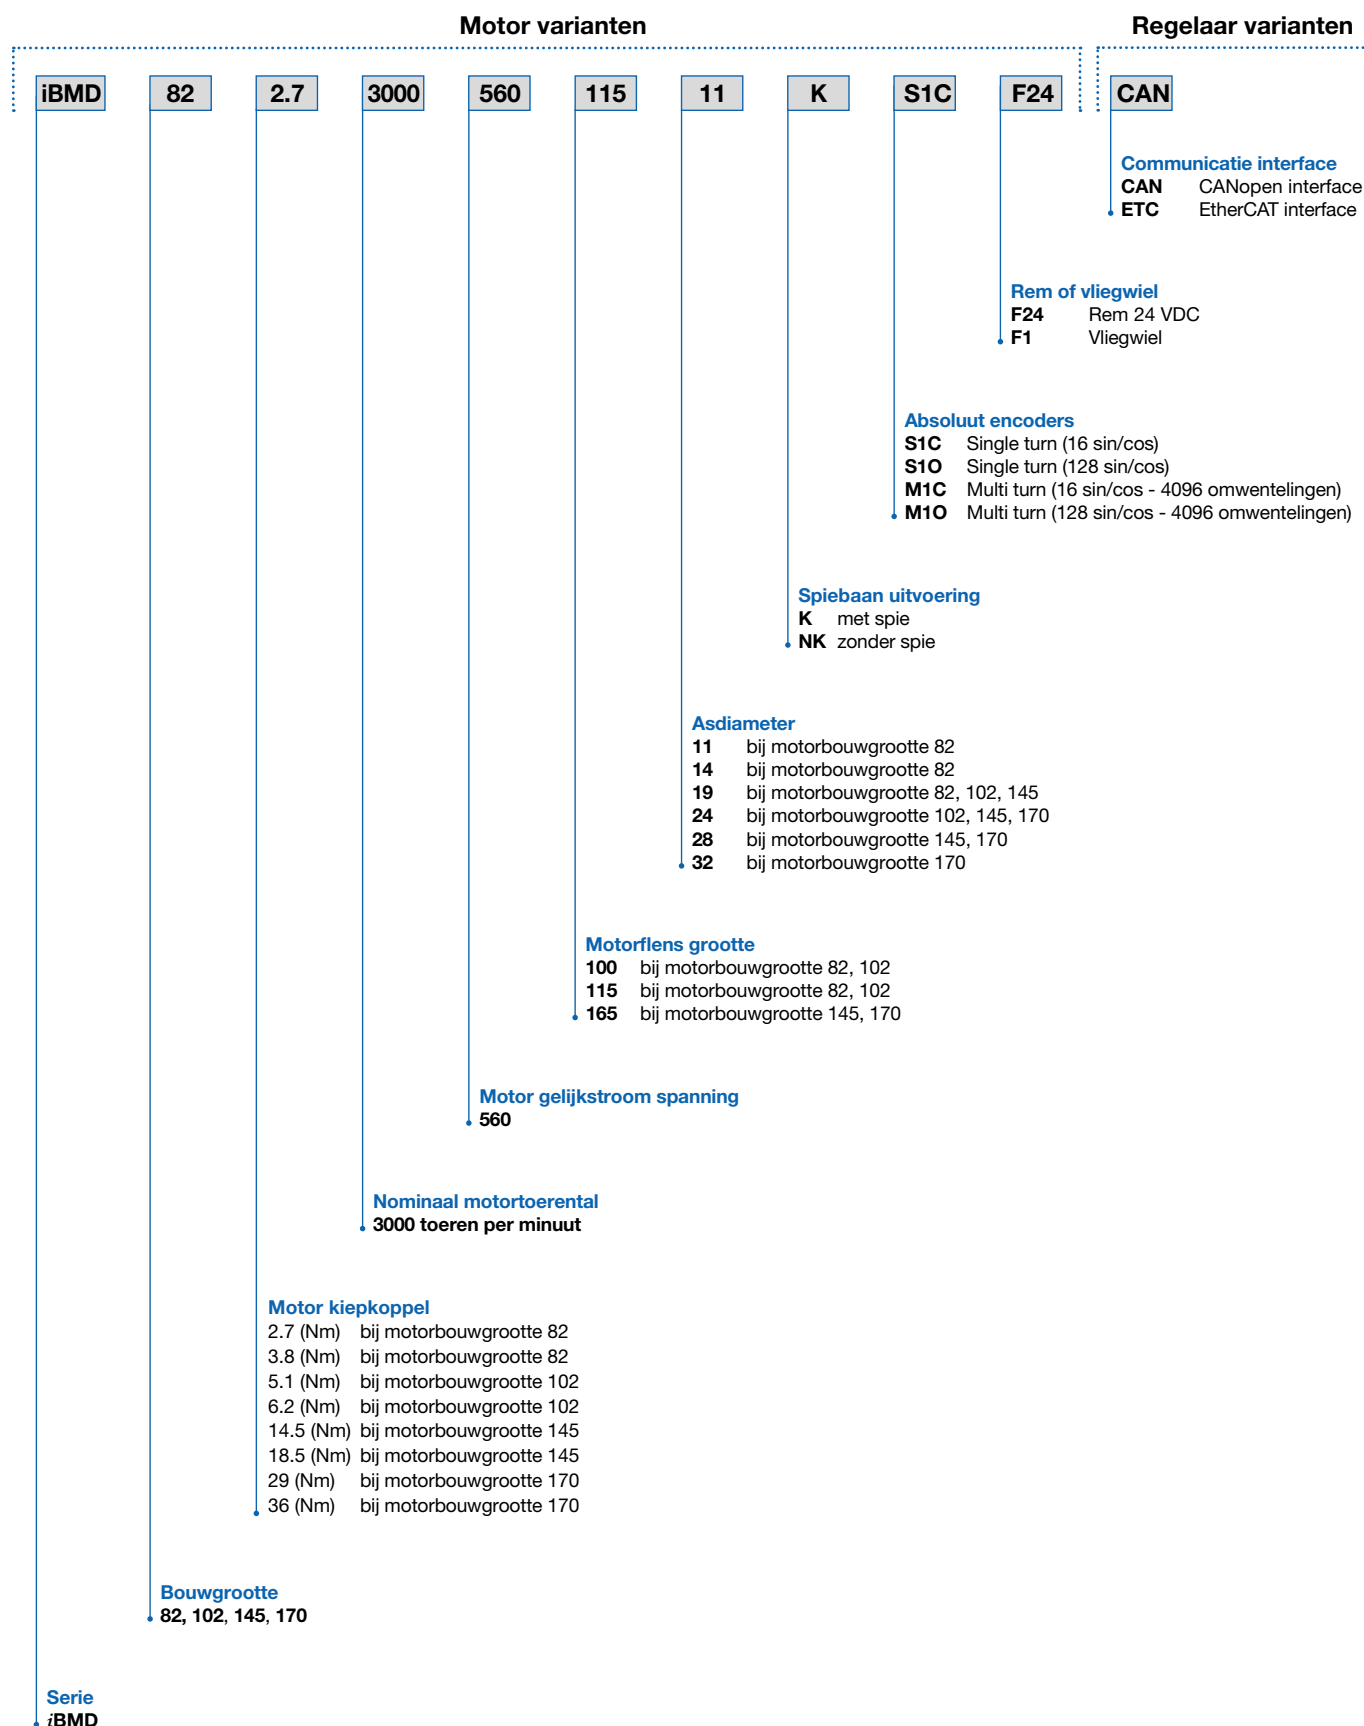 Motor varianten
Regelaar varianten
iBMD 82 2.7 3000 560 115 11 K S1C F24 CAN
Communicatie interface
CAN CANopen interface
ETC EtherCAT interface
Rem of vliegwiel
F24 Rem 24 VDC
F1 Vliegwiel
Absoluut encoders
S1C Single turn (16 sin/cos)
S1O Single turn (128 sin/cos)
M1C Multi turn (16 sin/cos - 4096 omwentelingen)
M1O Multi turn (128 sin/cos - 4096 omwentelingen)
Spiebaan uitvoering
K met spie
NK zonder spie
Asdiameter
11 bij motorbouwgrootte 82
14 bij motorbouwgrootte 82
19 bij motorbouwgrootte 82, 102, 145
24 bij motorbouwgrootte 102, 145, 170
28 bij motorbouwgrootte 145, 170
32 bij motorbouwgrootte 170
Motorflens grootte
100 bij motorbouwgrootte 82, 102
115 bij motorbouwgrootte 82, 102
165 bij motorbouwgrootte 145, 170
Motor gelijkstroom spanning
560
Nominaal motortoerental
3000 toeren per minuut
Motor kiepkoppel
2.7 (Nm) bij motorbouwgrootte 82
3.8 (Nm) bij motorbouwgrootte 82
5.1 (Nm) bij motorbouwgrootte 102
6.2 (Nm) bij motorbouwgrootte 102
14.5 (Nm) bij motorbouwgrootte 145
18.5 (Nm) bij motorbouwgrootte 145
29 (Nm) bij motorbouwgrootte 170
36 (Nm) bij motorbouwgrootte 170
Bouwgrootte
82, 102, 145, 170
Serie
iBMD